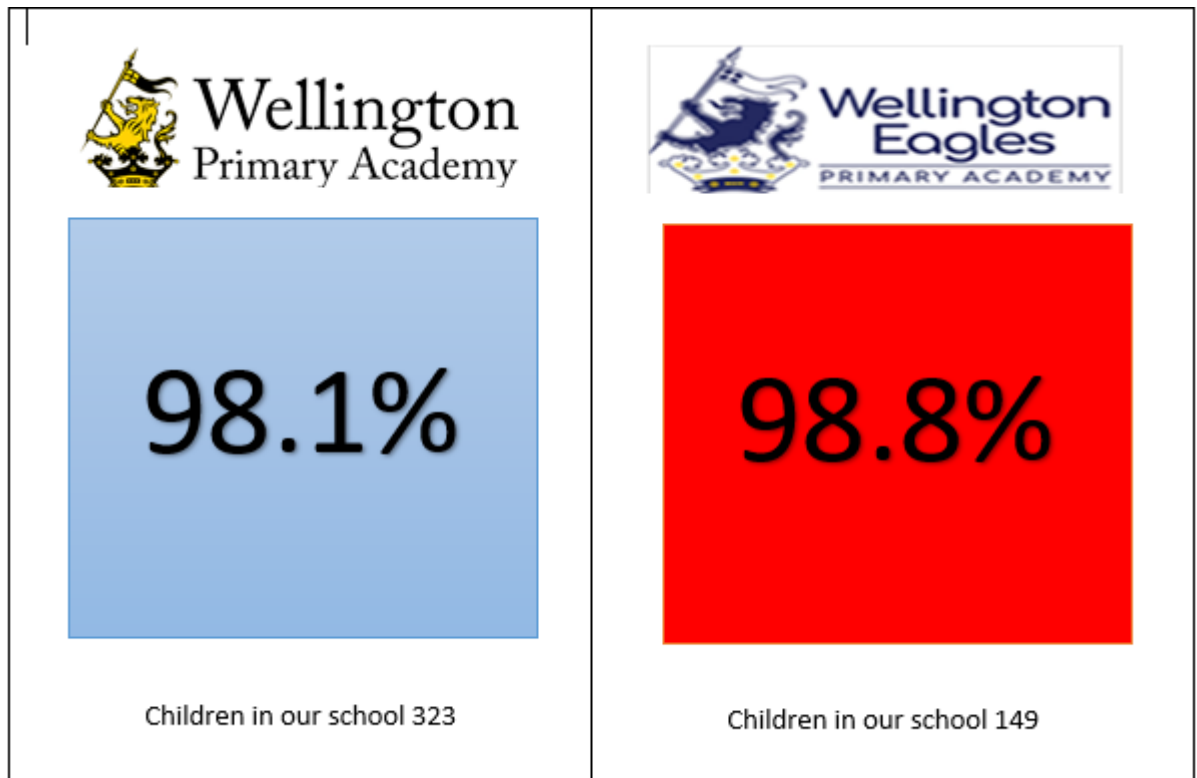 Wellington
Primary Academy
98.1%
Children in our school 323
Wellington
Eagles
PRIMARY ACADEMY
98.8%
Children in our school 149